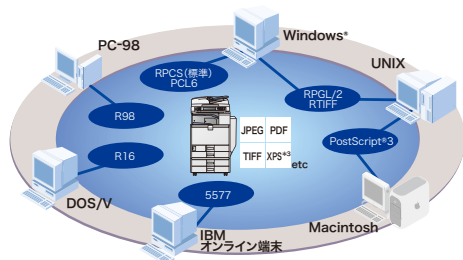 Windows®
PC-98
UNIX
RPCS(標準)
PCL6
RPGL/2
RTIFF
R98
JPEG PDF
TIFF XPS*3
etc
PostScript®3
R16
5577
DOS/V
Macintosh
IBM
オンライン端末